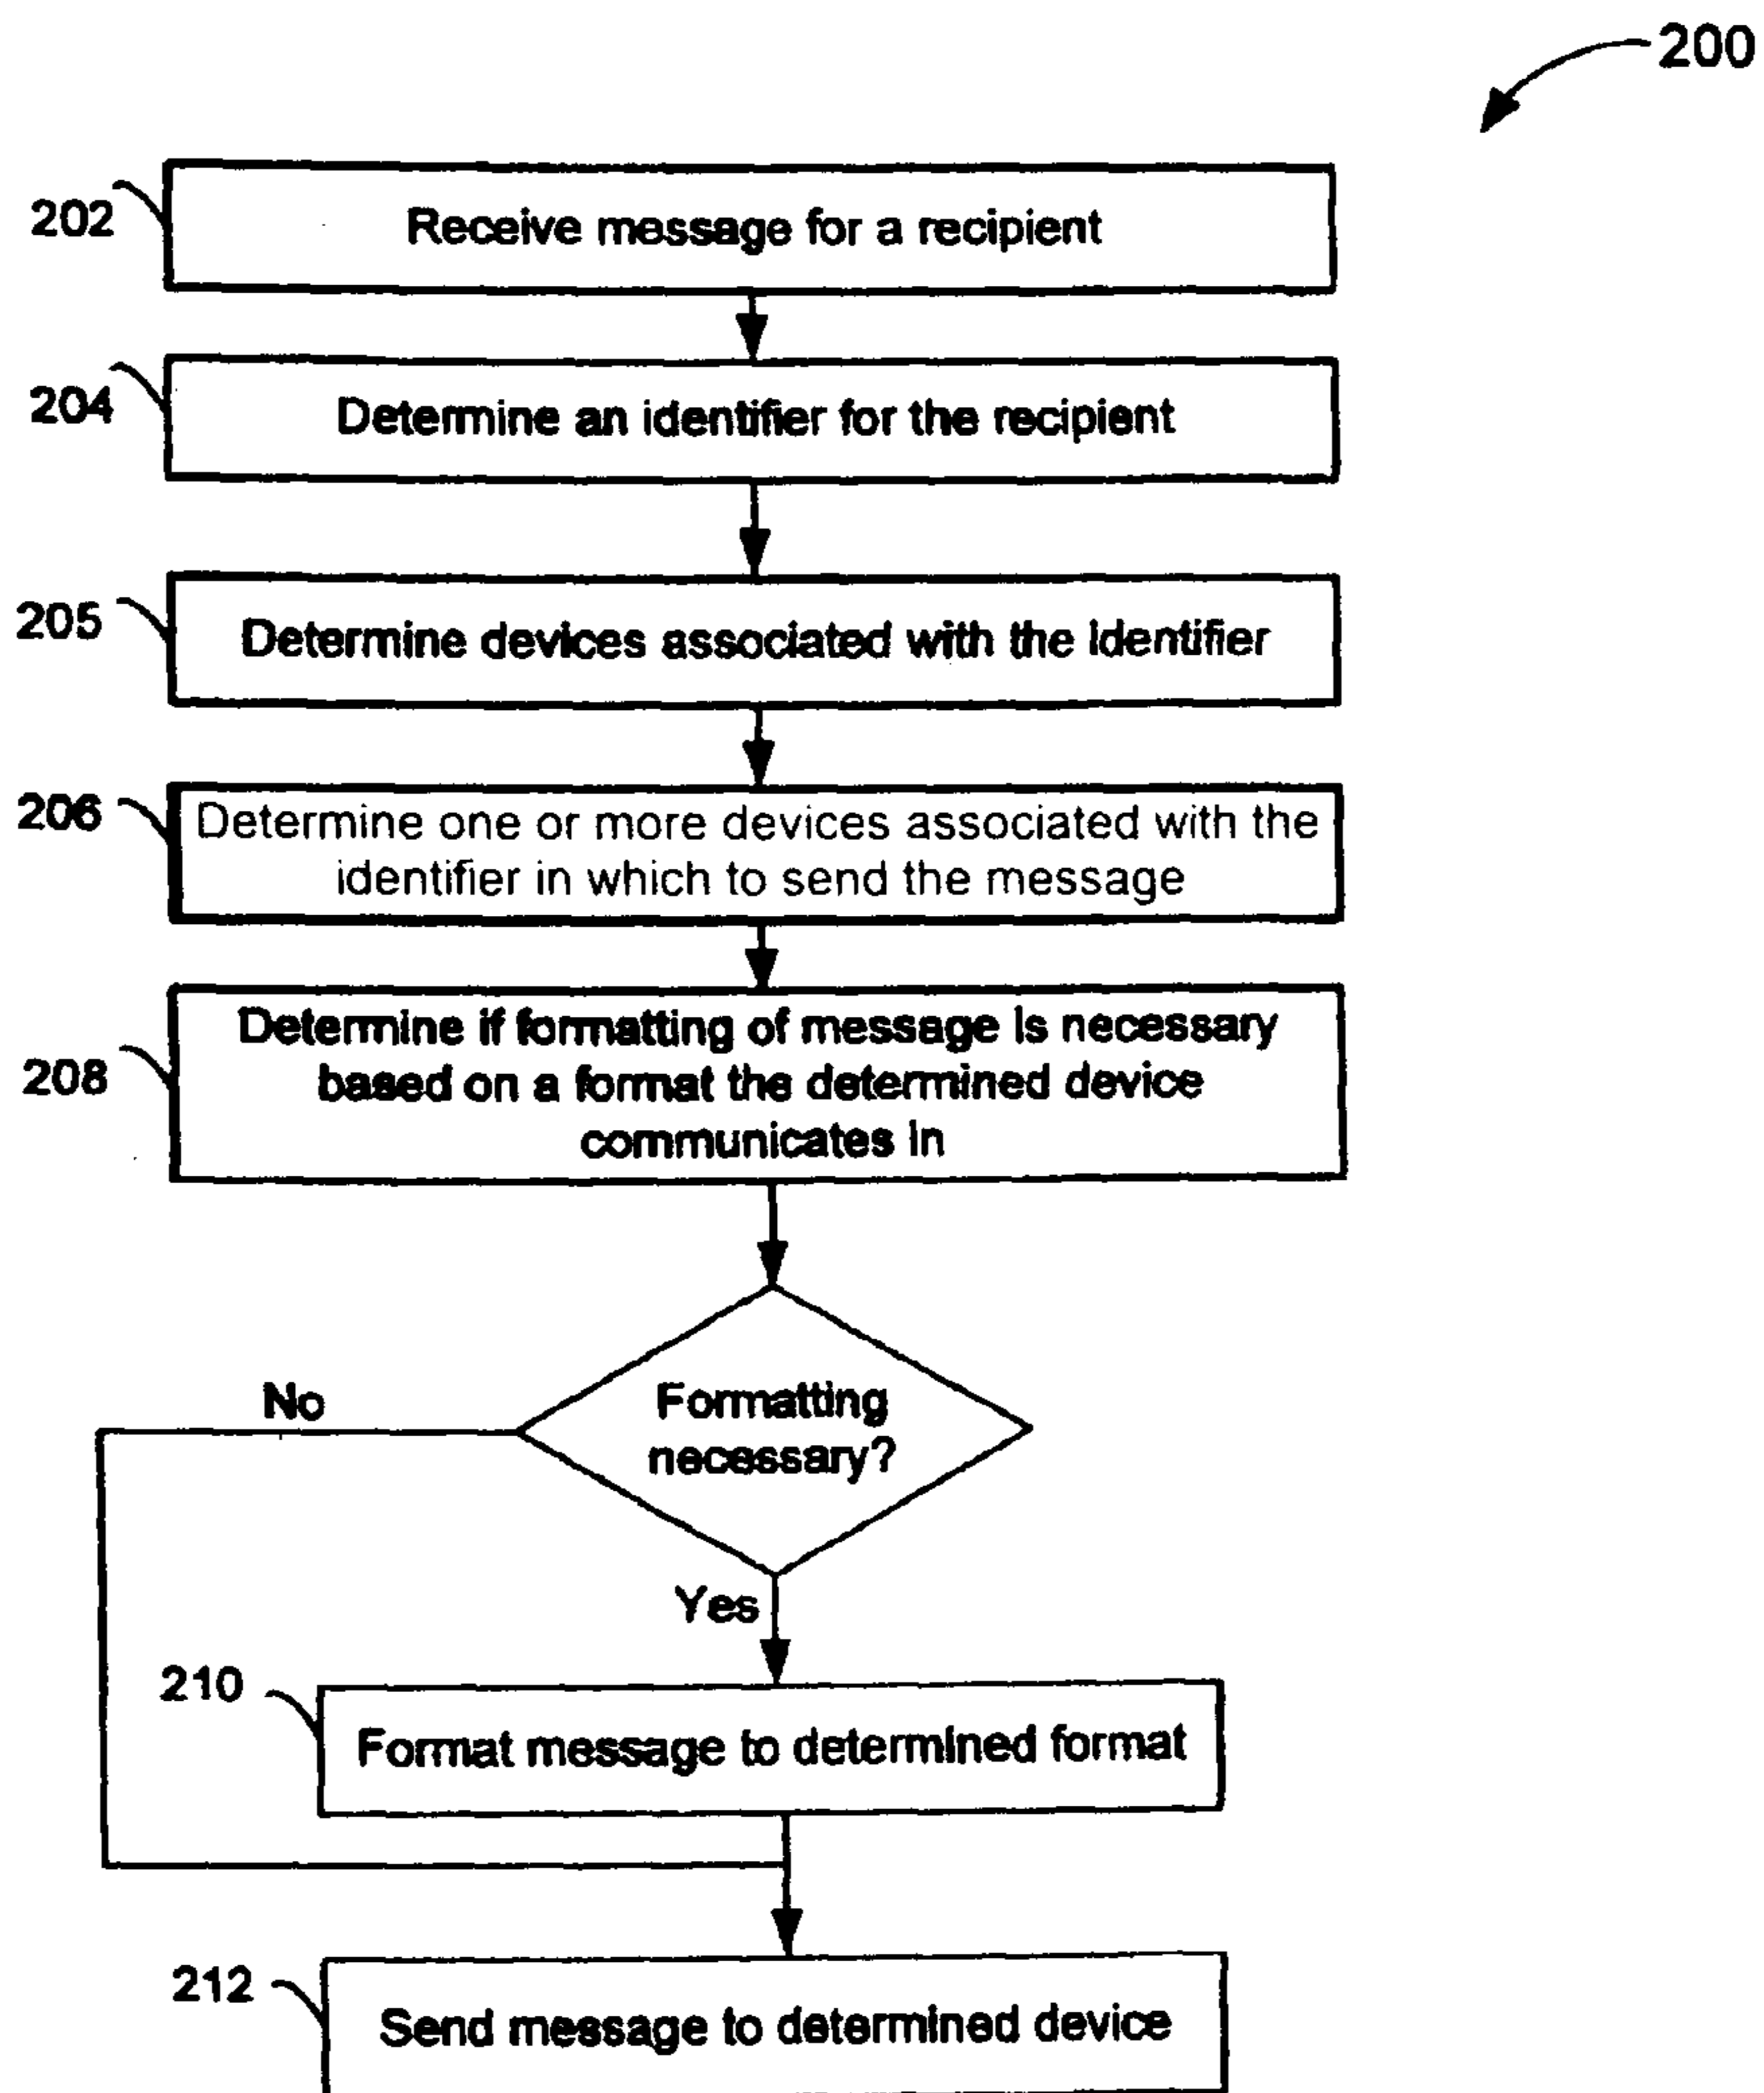 200
202
Receive message for a recipient
204
Determine an identifier for the recipient
205
Determine devices associated with the identifier
206
Determine one or more devices associated with the
identifier in which to send the message
208
Determine if formatting of message is necessary
based on a format the determined device
communicates in
Formatting
necessary?
No
Yes
210
Format message to determined format
212
Send message to determined device